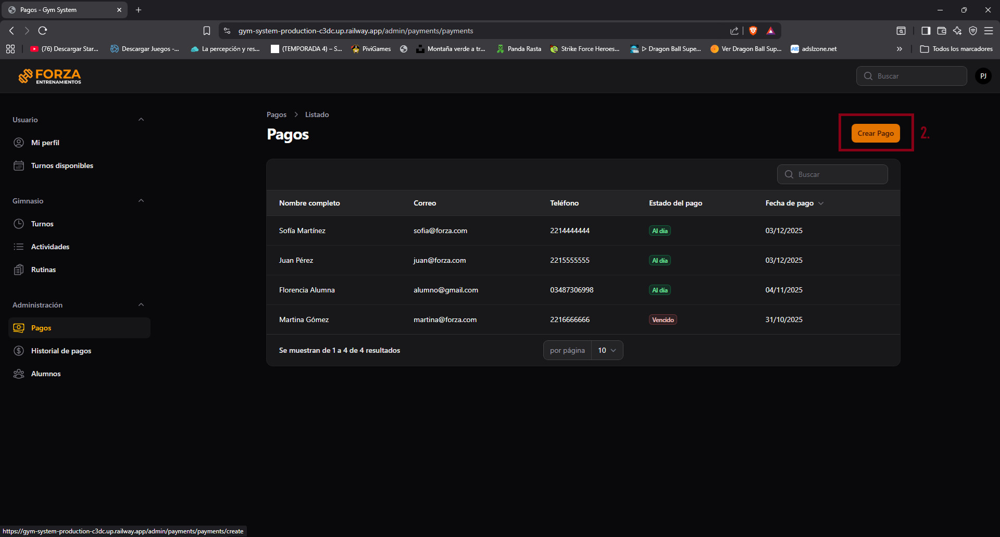 Pagos - Gym System
gym-system-production-c3dc.up.railway.app/admin/payments/payments
(76) Descargar Star...
Descargar Juegos -...
La percepción y res...
(TEMPORADA 4) – S...
PiviGames
Montaña verde a tr...
Panda Rasta
Strike Force Heroes...
ᐅ Dragon Ball Supe...
Ver Dragon Ball Sup...
adslzone.net
Todos los marcadores
FORZA
ENTRENAMIENTOS
Buscar
PJ
Usuario
Mi perfil
Turnos disponibles
Gimnasio
Turnos
Actividades
Rutinas
Administración
Pagos
Historial de pagos
Alumnos
Pagos > Listado
Pagos
Crear Pago
2.
Buscar
Nombre completo Correo Teléfono Estado del pago Fecha de pago
Sofía Martínez sofia@forza.com 2214444444 Al día 03/12/2025
Juan Pérez juan@forza.com 2215555555 Al día 03/12/2025
Florencia Alumna alumno@gmail.com 03487306998 Al día 04/11/2025
Martina Gómez martina@forza.com 2216666666 Vencido 31/10/2025
Se muestran de 1 a 4 de 4 resultados por página 10
https://gym-system-production-c3dc.up.railway.app/admin/payments/payments/create